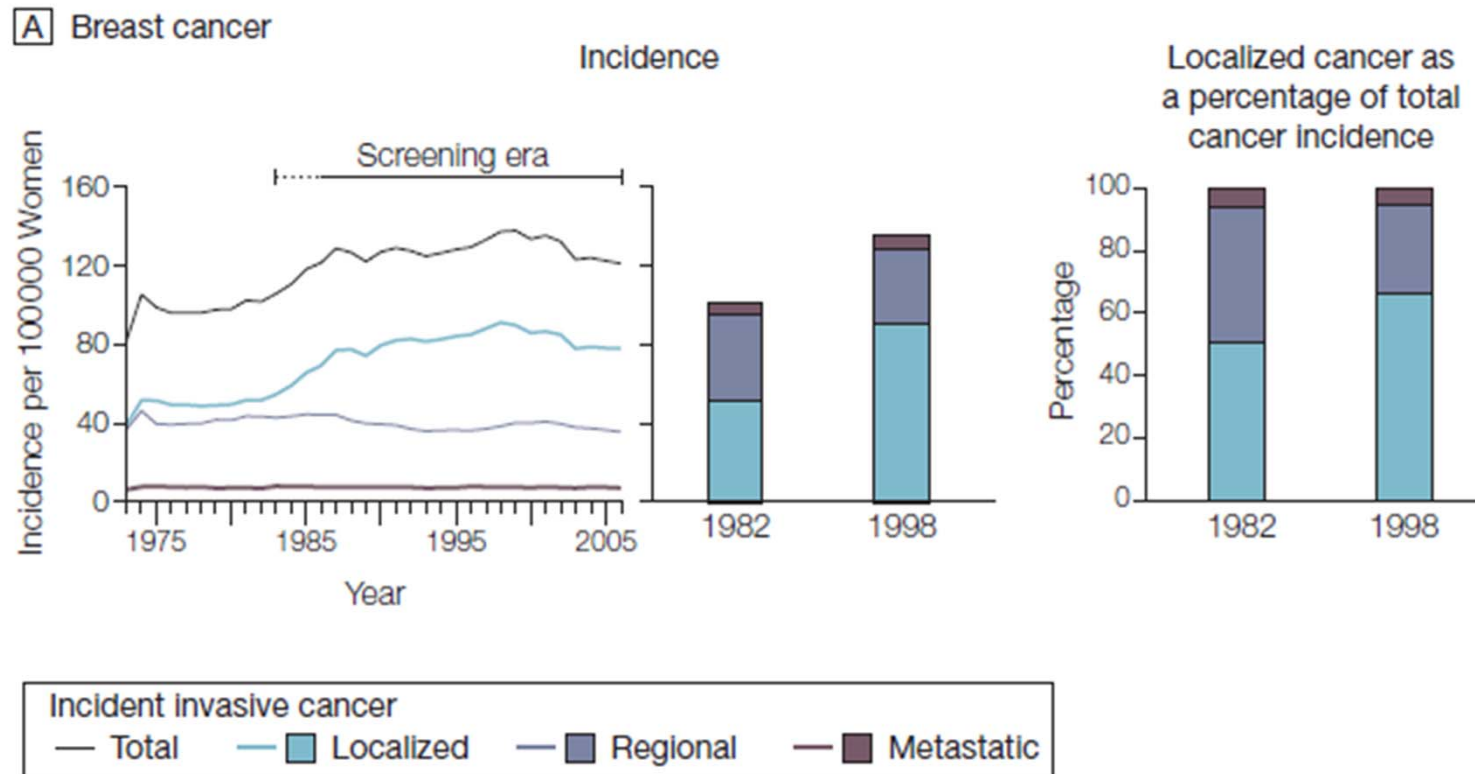 A Breast cancer
Incidence
Localized cancer as
a percentage of total
cancer incidence
Screening era
Incidence per 100000 Women
160
120
80
40
0
1975 1985 1995 2005
Year
1982 1998
Percentage
100
80
60
40
20
0
1982 1998
Incident invasive cancer
Total Localized Regional Metastatic